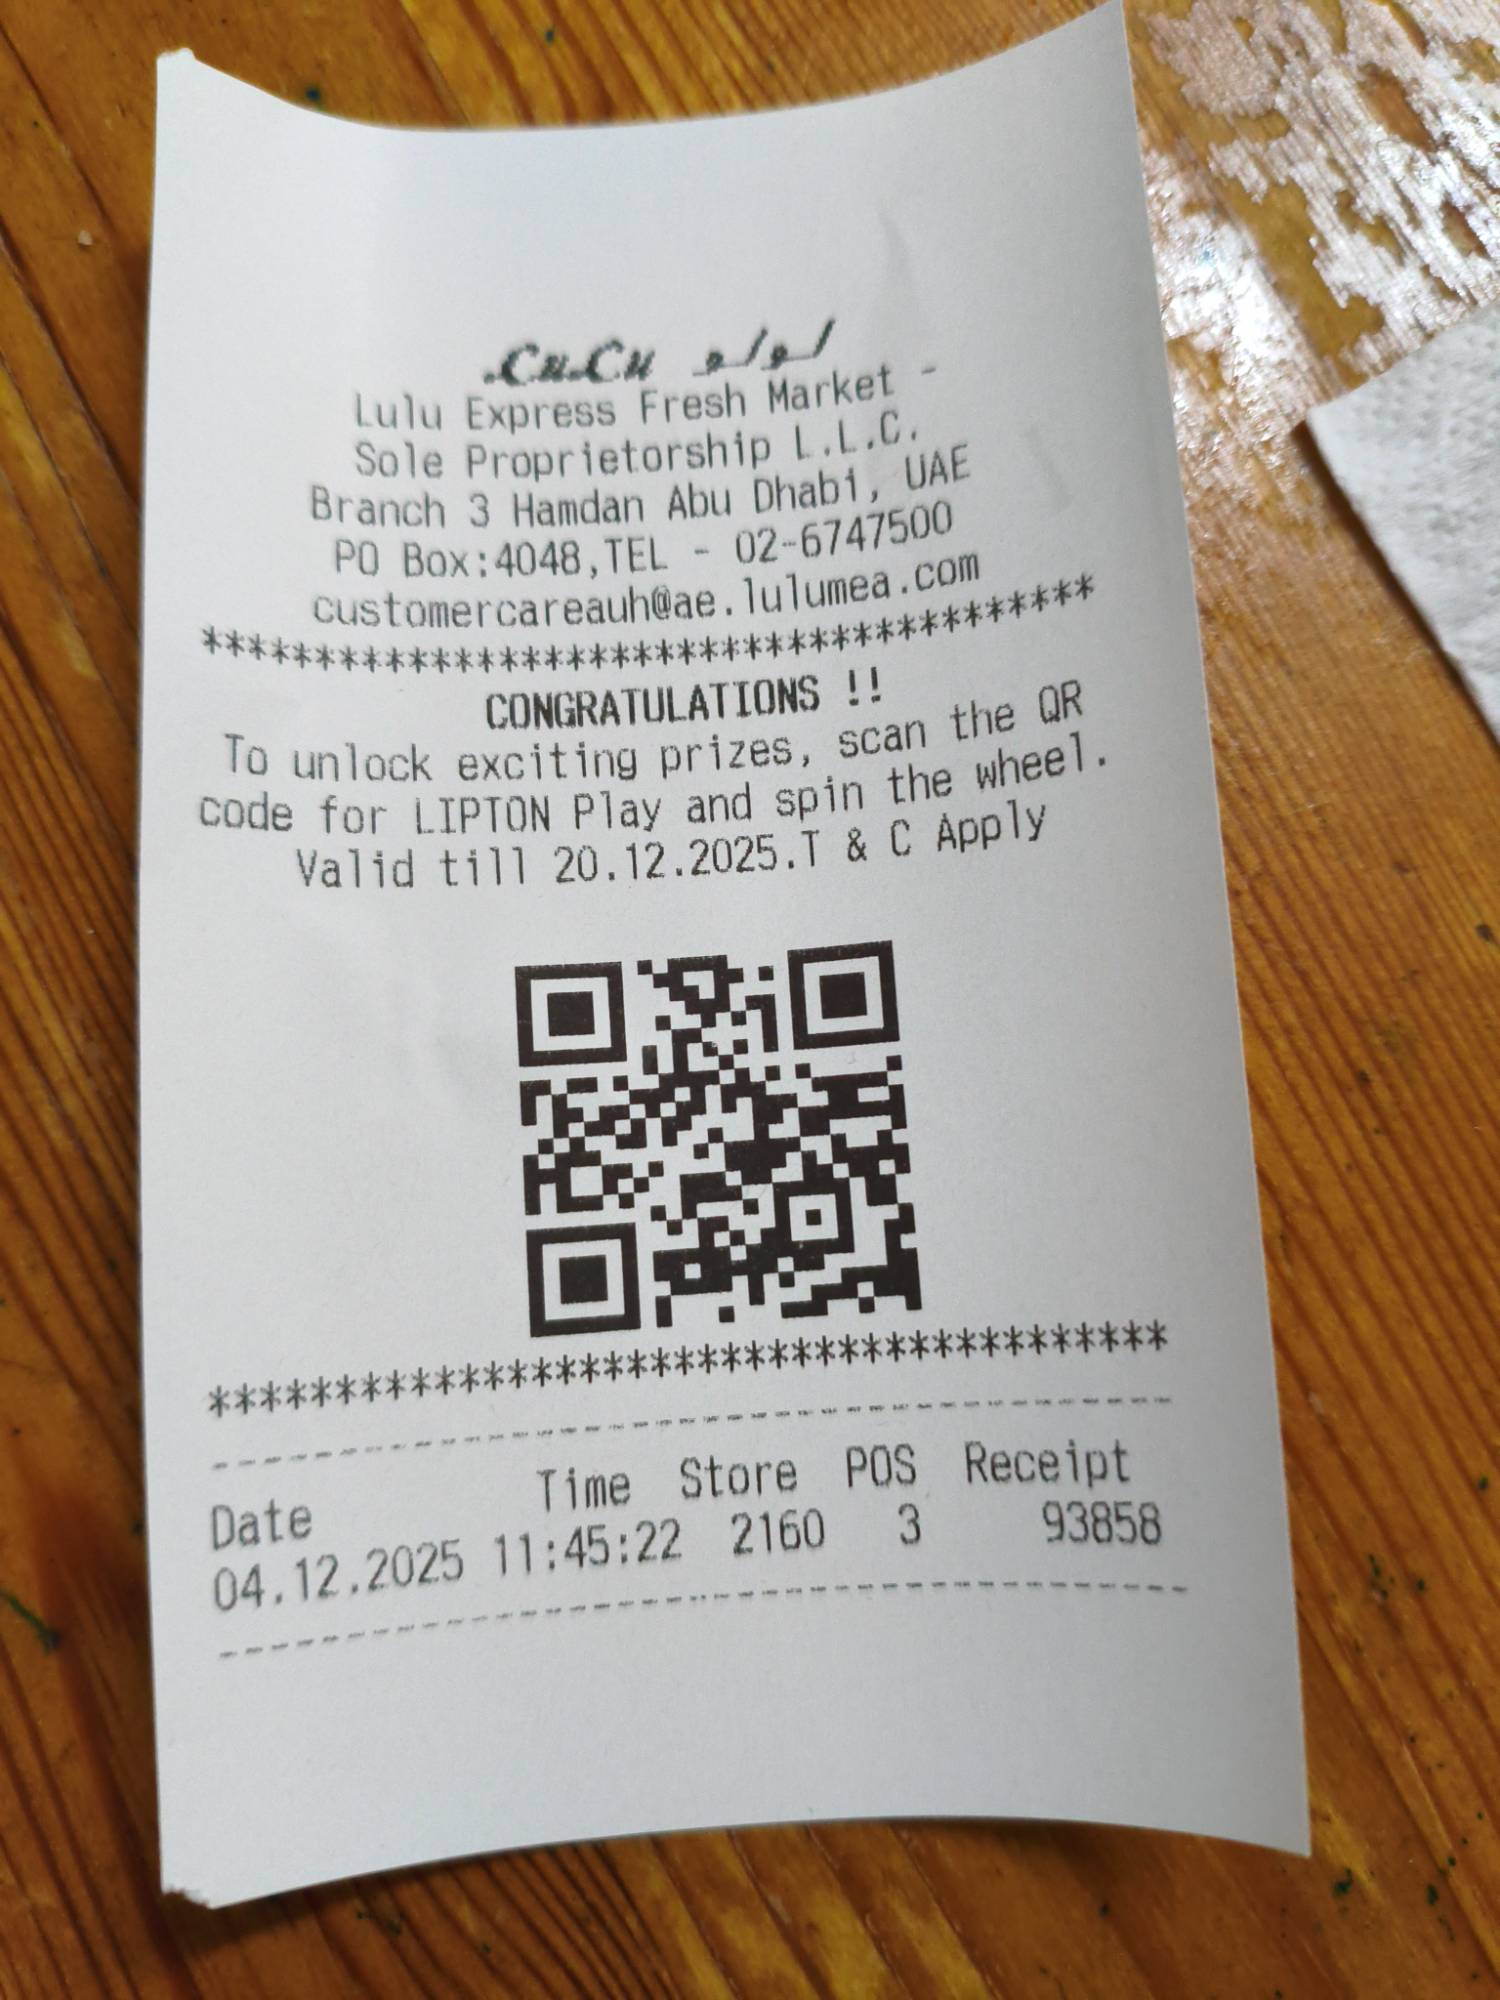 LuLu لولو
Lulu Express Fresh Market -
Sole Proprietorship L.L.C.
Branch 3 Hamdan Abu Dhabi, UAE
PO Box:4048,TEL - 02-6747500
customercareauh@ae.lulumea.com
**************************************
CONGRATULATIONS !!
To unlock exciting prizes, scan the QR
code for LIPTON Play and spin the wheel.
Valid till 20.12.2025.T & C Apply
**************************************
----------------------------------------
Date Time Store POS Receipt
04.12.2025 11:45:22 2160 3 93858
----------------------------------------